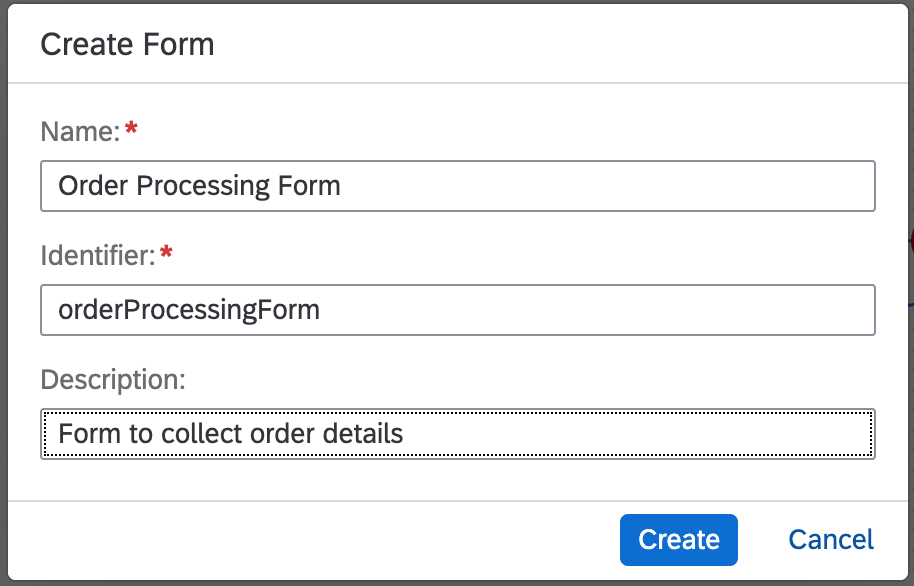 Create Form
Name:*
Order Processing Form
Identifier:*
orderProcessingForm
Description:
Form to collect order details
Create Cancel